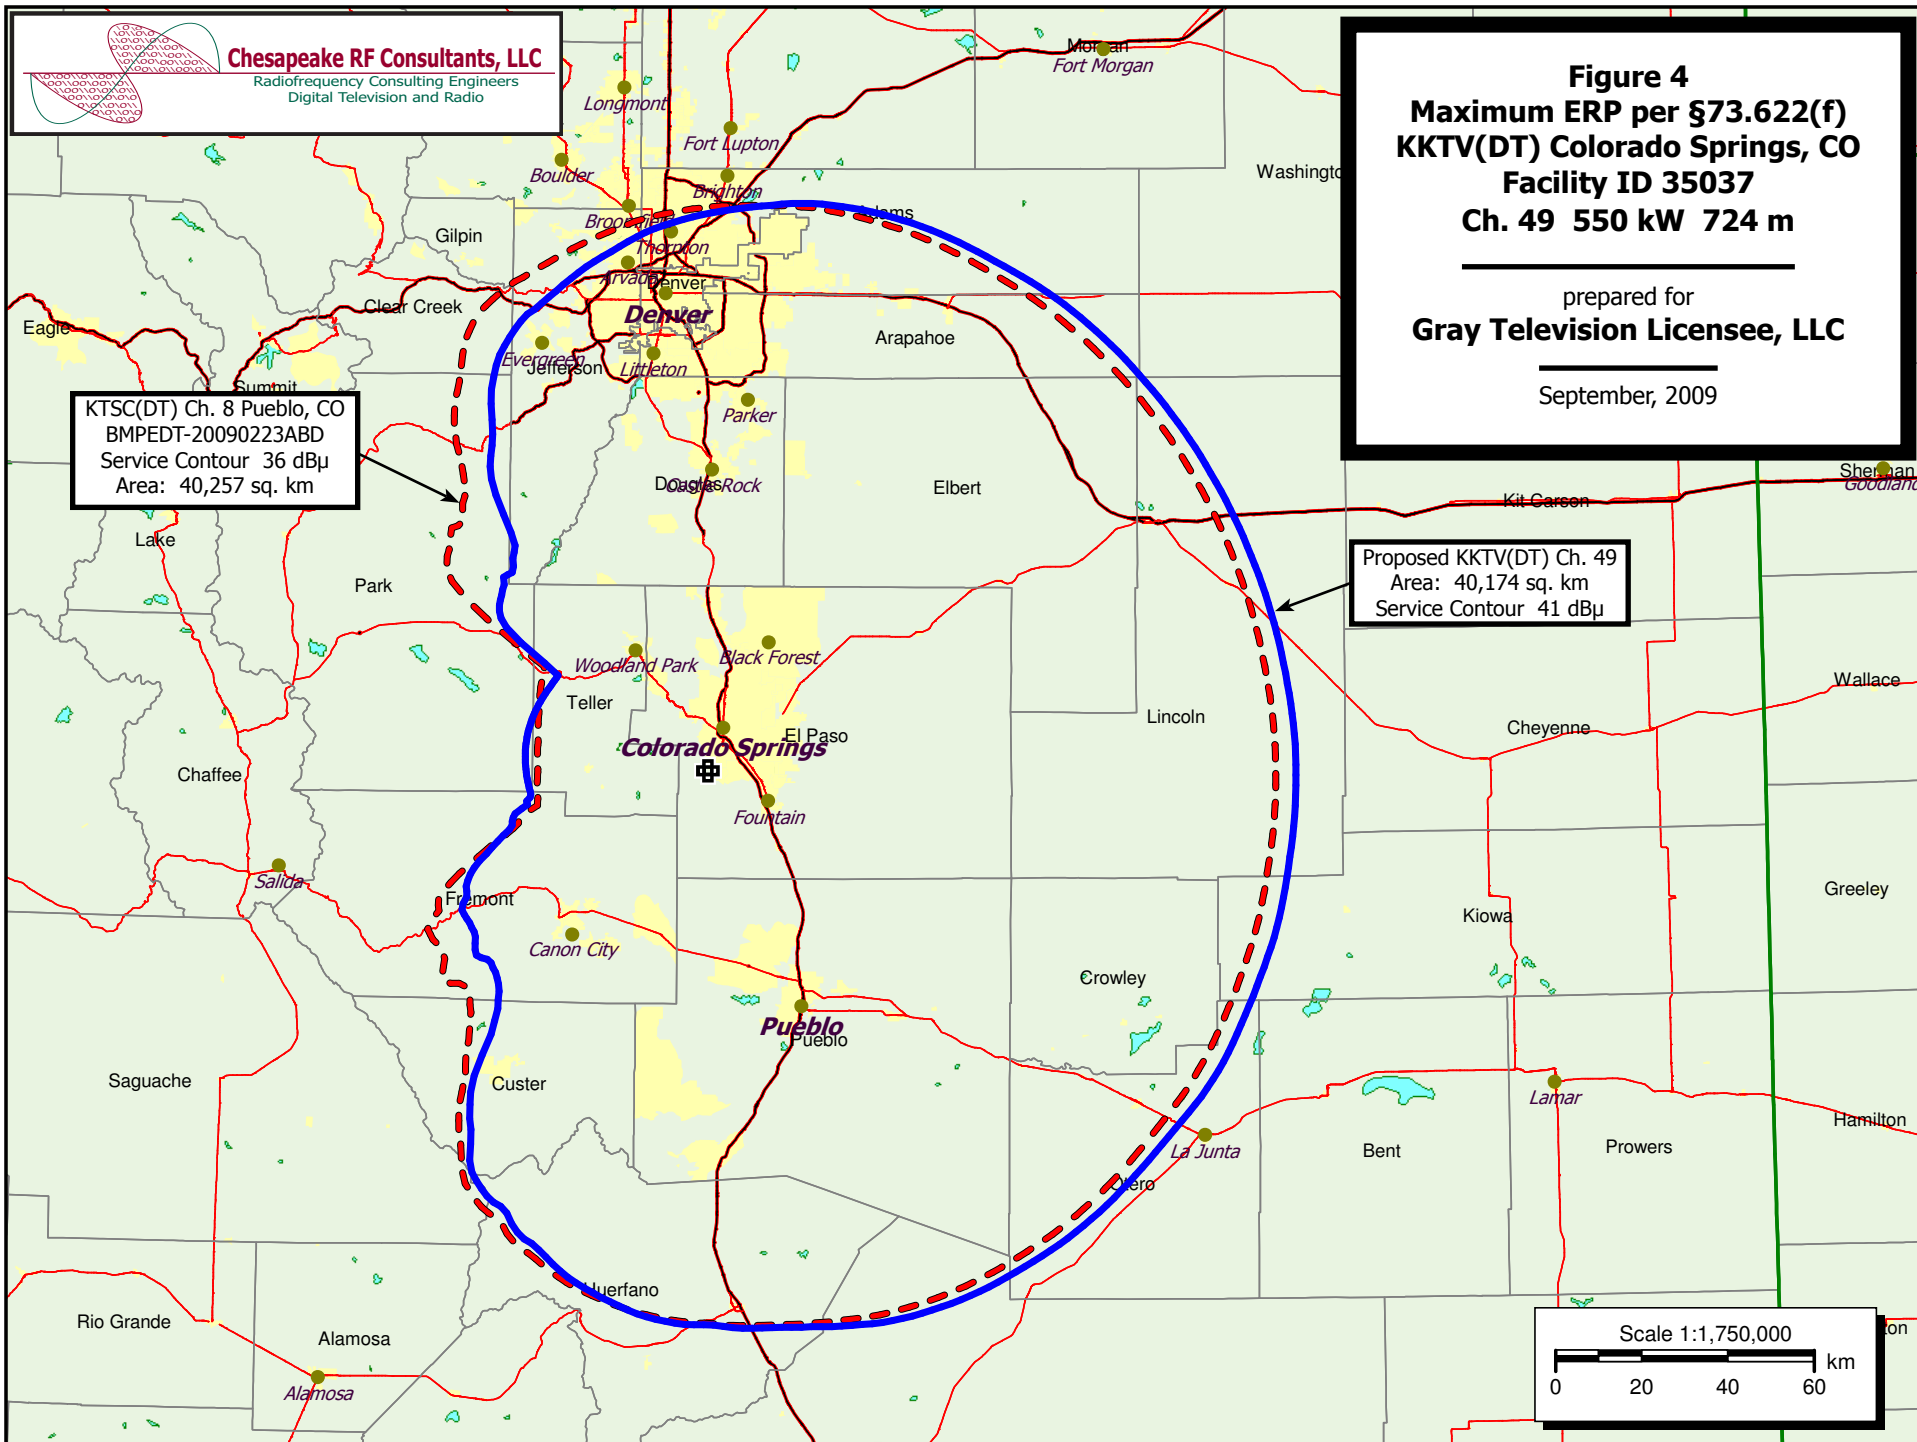 Chesapeake RF Consultants, LLC
Radiofrequency Consulting Engineers
Digital Television and Radio
Figure 4
Maximum ERP per §73.622(f)
KKTV(DT) Colorado Springs, CO
Facility ID 35037
Ch. 49 550 kW 724 m
prepared for
Gray Television Licensee, LLC
September, 2009
Morgan
Fort Morgan
Longmont
Fort Lupton
Boulder
Brighton
Adams
Broomfield
Gilpin
Thornton
Arvada
Denver
Clear Creek
Denver
Eagle
Arapahoe
Evergreen
Jefferson
Littleton
Summit
Parker
KTSC(DT) Ch. 8 Pueblo, CO
BMPEDT-20090223ABD
Service Contour 36 dBµ
Area: 40,257 sq. km
Douglas
Castle Rock
Elbert
Kit Carson
Sherman
Goodland
Lake
Park
Proposed KKTV(DT) Ch. 49
Area: 40,174 sq. km
Service Contour 41 dBµ
Woodland Park
Black Forest
Teller
Lincoln
Wallace
Cheyenne
Colorado Springs
El Paso
Chaffee
Fountain
Salida
Fremont
Greeley
Kiowa
Canon City
Crowley
Pueblo
Pueblo
Saguache
Custer
Lamar
Hamilton
La Junta
Bent
Prowers
Otero
Huerfano
Rio Grande
Alamosa
Alamosa
Scale 1:1,750,000
km
0 20 40 60